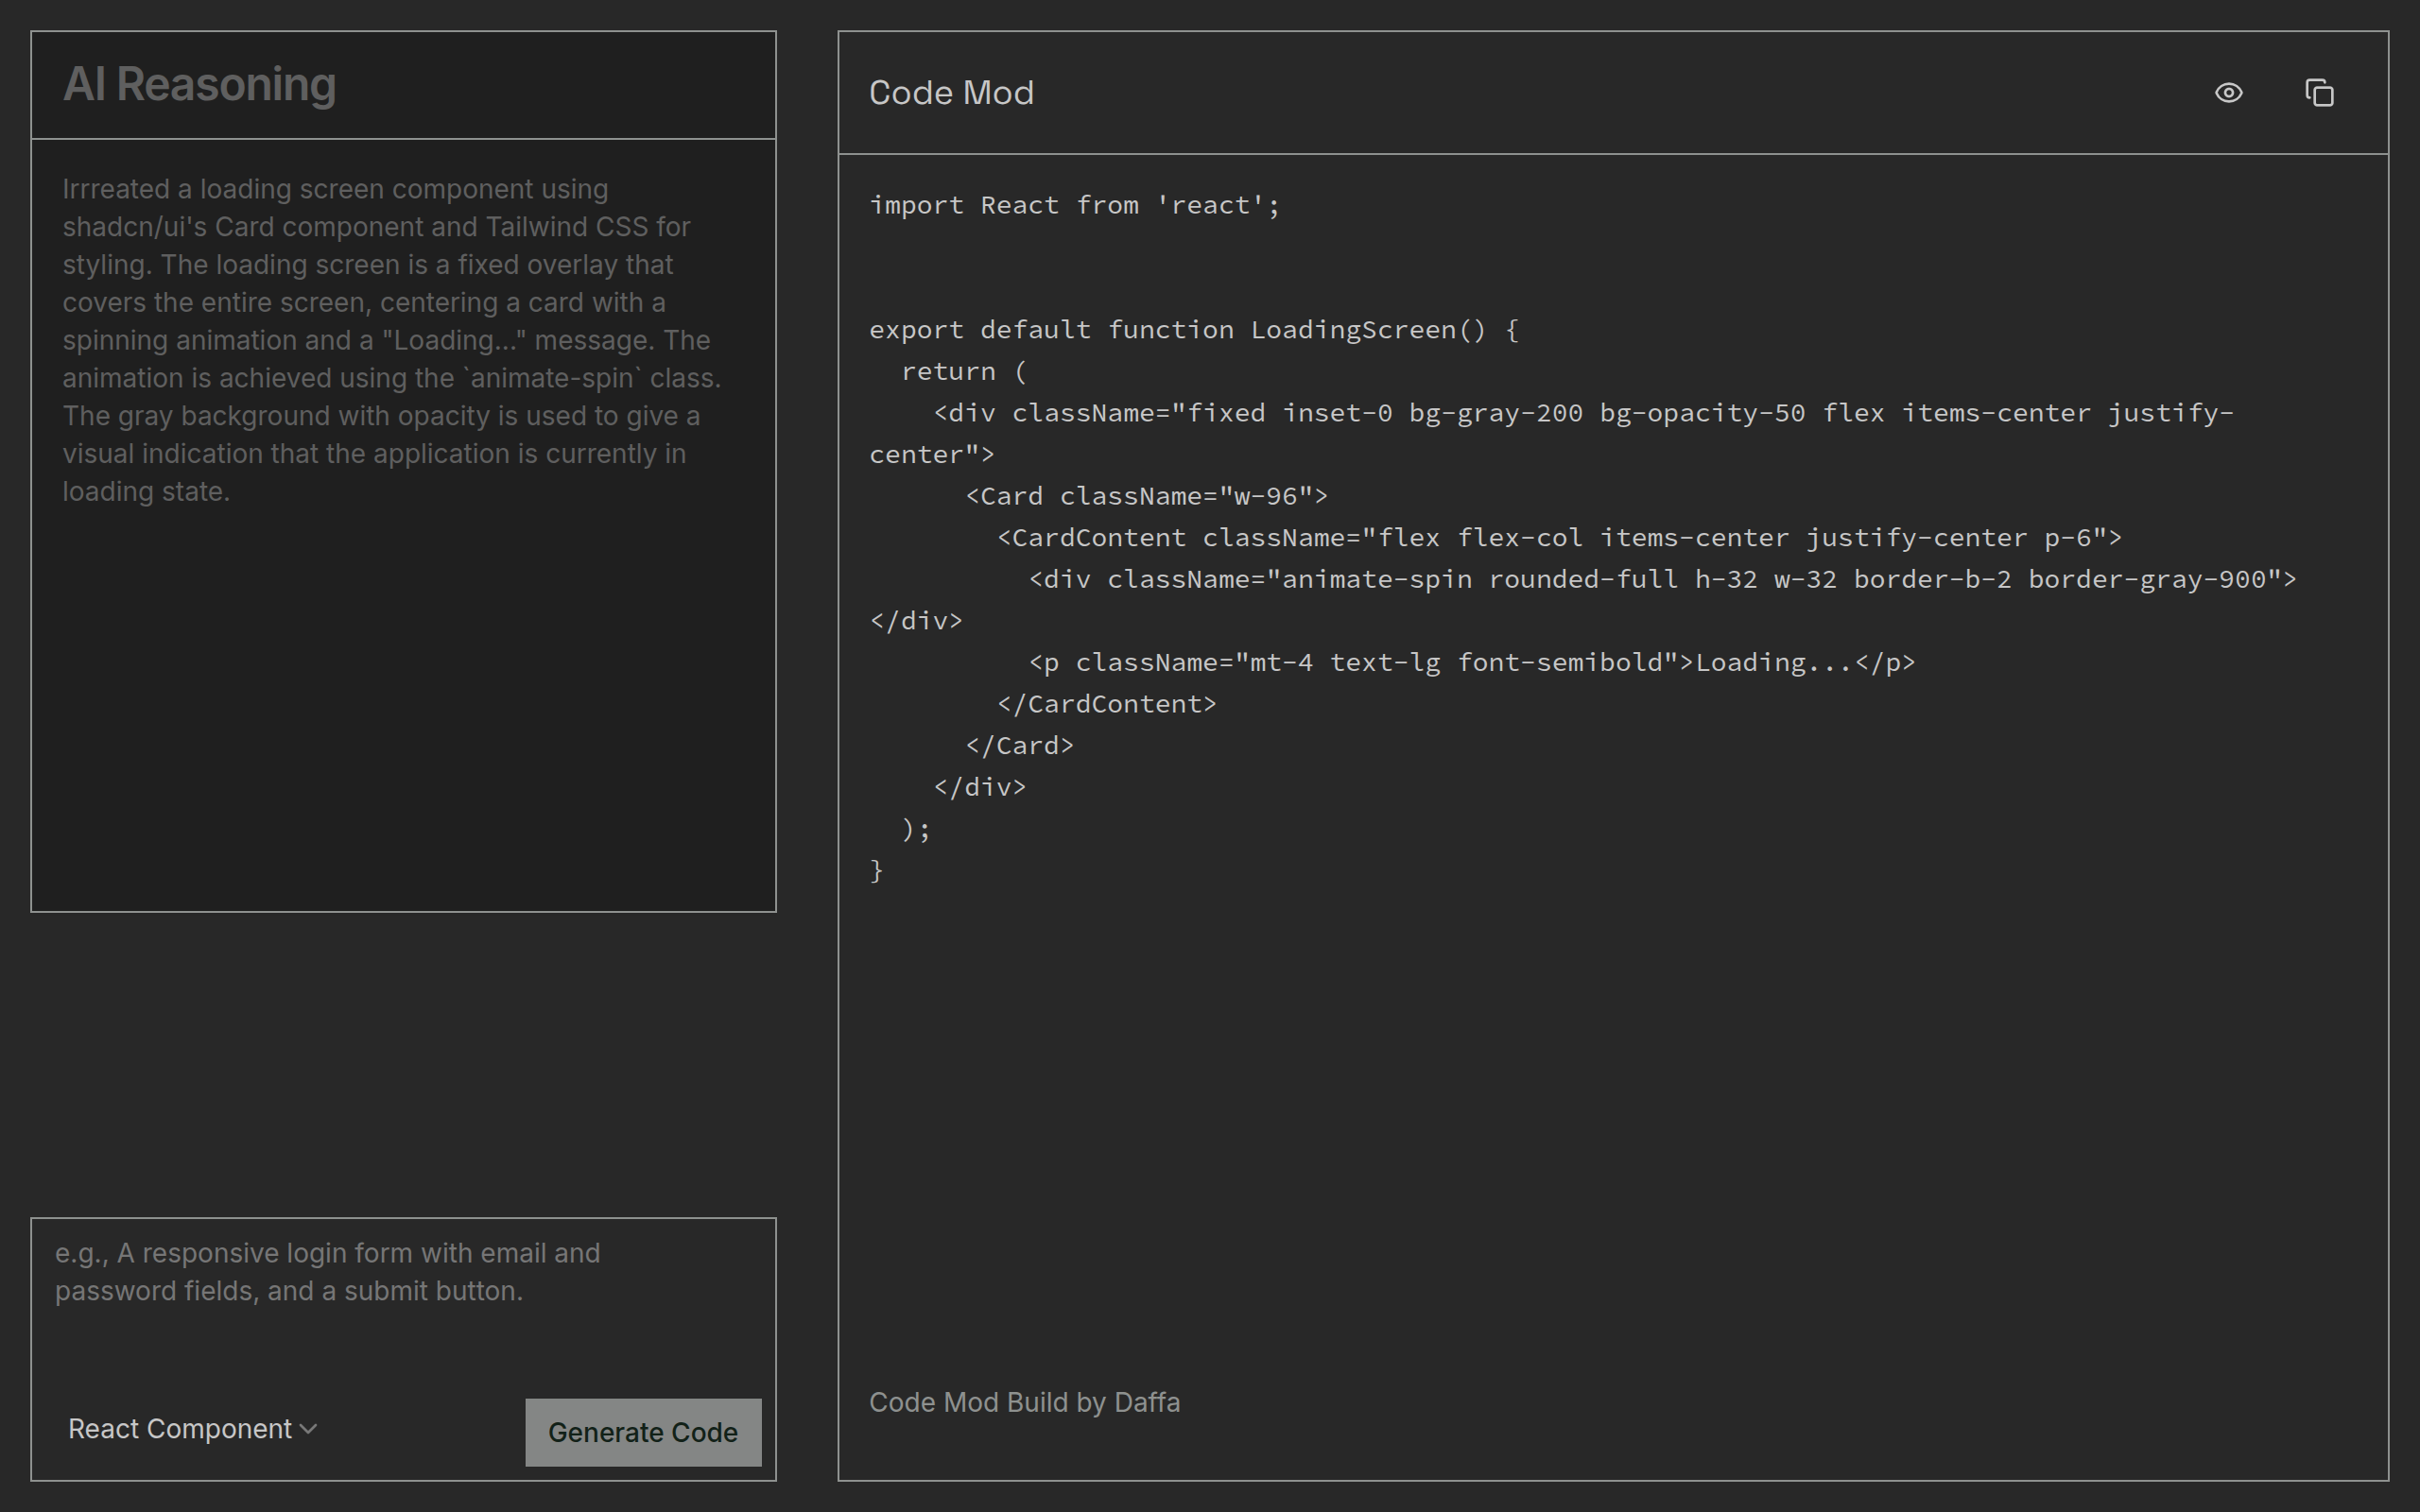 AI Reasoning
Irrreated a loading screen component using
shadcn/ui's Card component and Tailwind CSS for
styling. The loading screen is a fixed overlay that
covers the entire screen, centering a card with a
spinning animation and a "Loading..." message. The
animation is achieved using the `animate-spin` class.
The gray background with opacity is used to give a
visual indication that the application is currently in
loading state.
e.g., A responsive login form with email and
password fields, and a submit button.
React Component
Generate Code
Code Mod
import React from 'react';
export default function LoadingScreen() {
  return (
    <div className="fixed inset-0 bg-gray-200 bg-opacity-50 flex items-center justify-
center">
      <Card className="w-96">
        <CardContent className="flex flex-col items-center justify-center p-6">
          <div className="animate-spin rounded-full h-32 w-32 border-b-2 border-gray-900">
</div>
          <p className="mt-4 text-lg font-semibold">Loading...</p>
        </CardContent>
      </Card>
    </div>
  );
}
Code Mod Build by Daffa